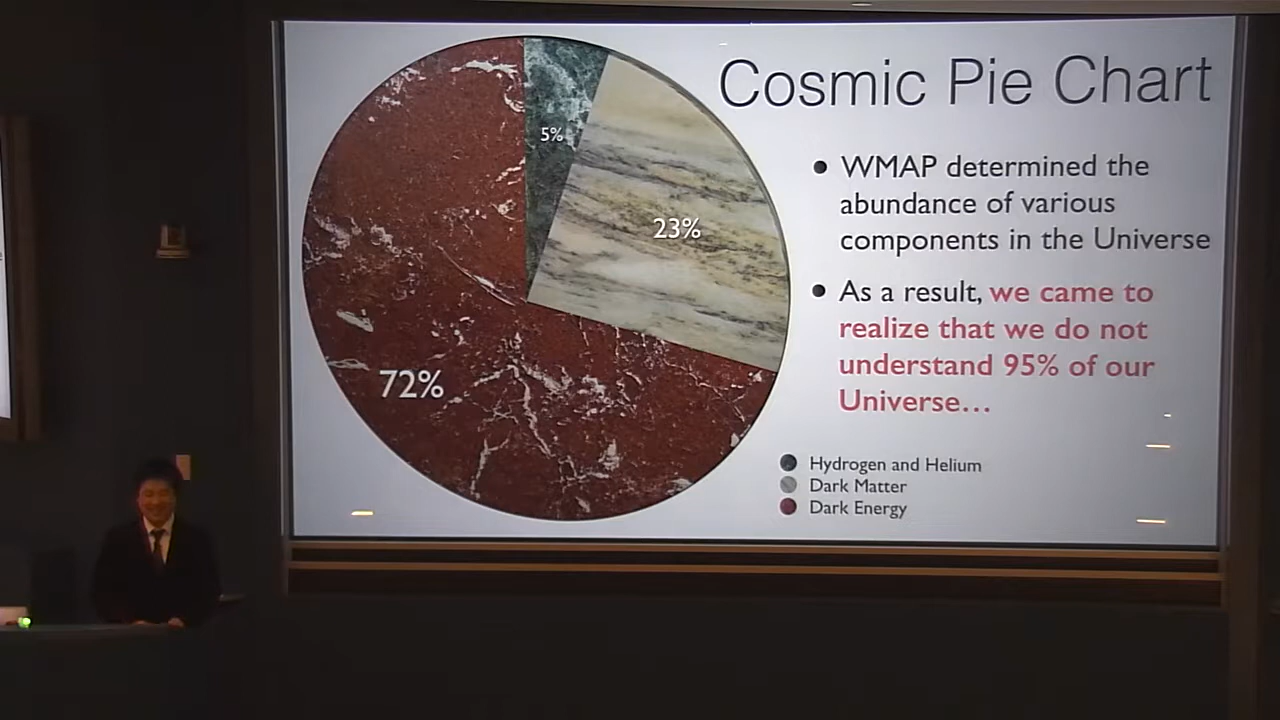 Cosmic Pie Chart
5%
23%
72%
• WMAP determined the
abundance of various
components in the Universe
• As a result, we came to
realize that we do not
understand 95% of our
Universe…
Hydrogen and Helium
Dark Matter
Dark Energy